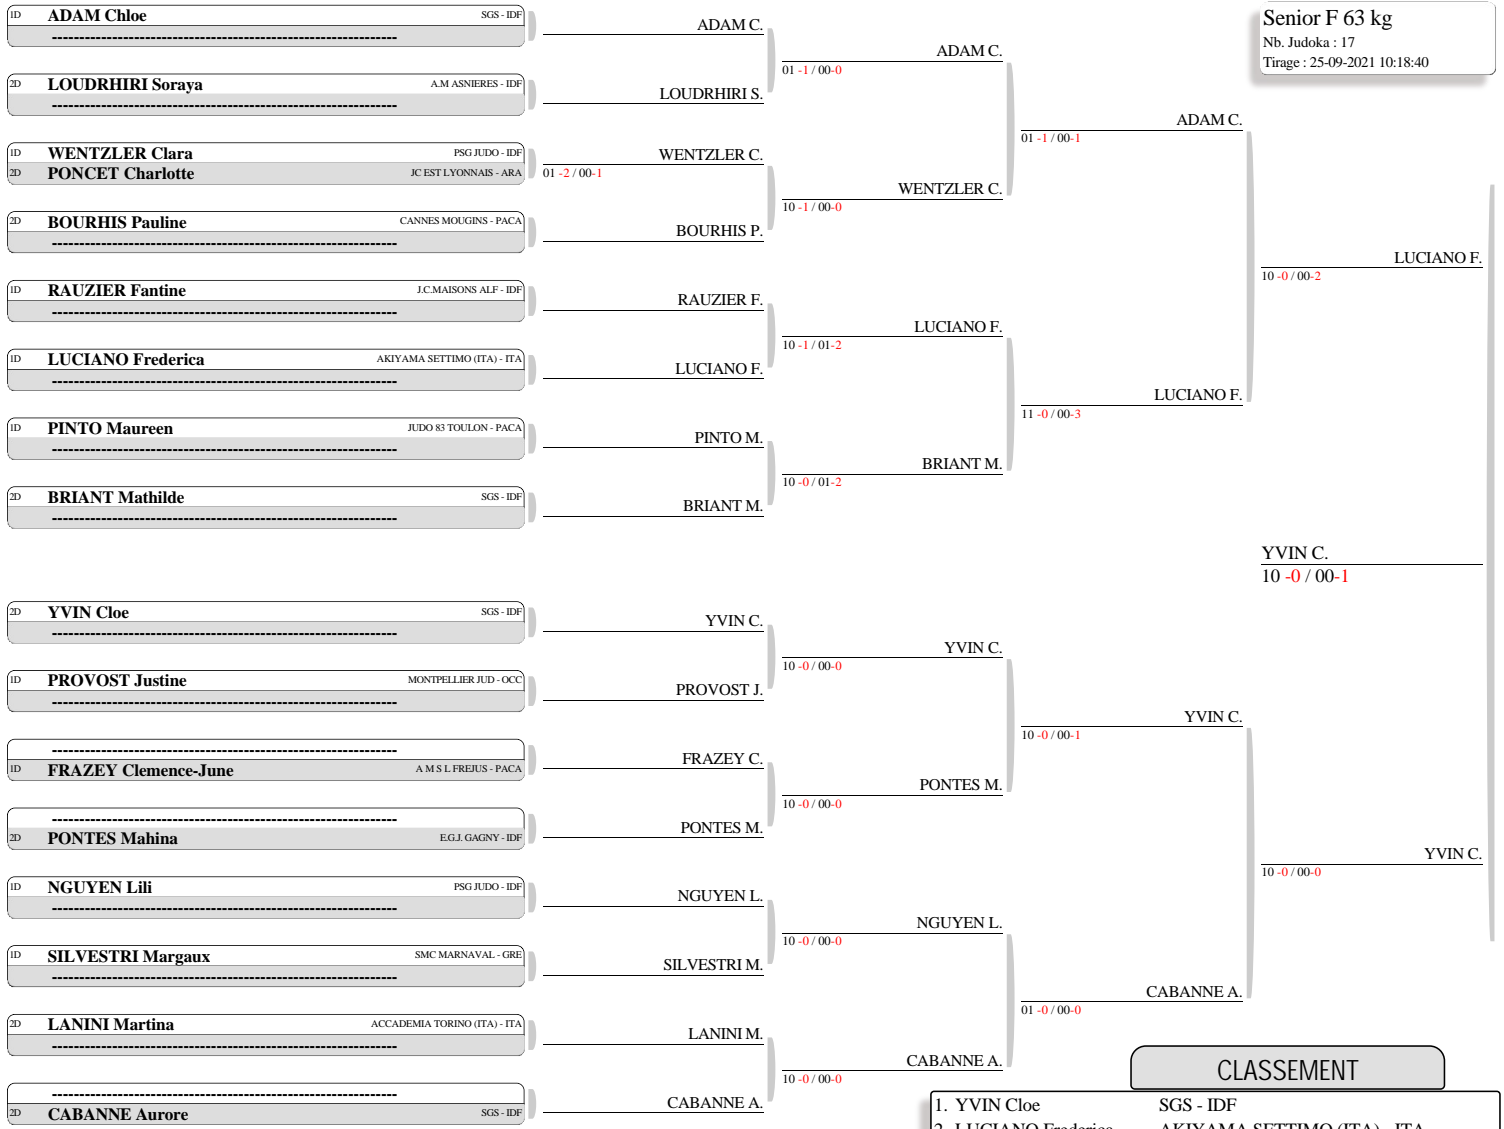 Senior F 63 kg
Nb. Judoka : 17
Tirage : 25-09-2021 10:18:40
1D ADAM Chloe SGS - IDF
------------------------------------------------------------
2D LOUDRHIRI Soraya A.M ASNIERES - IDF
------------------------------------------------------------
1D WENTZLER Clara PSG JUDO - IDF
2D PONCET Charlotte JC EST LYONNAIS - ARA
2D BOURHIS Pauline CANNES MOUGINS - PACA
------------------------------------------------------------
1D RAUZIER Fantine J.C.MAISONS ALF - IDF
------------------------------------------------------------
1D LUCIANO Frederica AKIYAMA SETTIMO (ITA) - ITA
------------------------------------------------------------
1D PINTO Maureen JUDO 83 TOULON - PACA
------------------------------------------------------------
2D BRIANT Mathilde SGS - IDF
------------------------------------------------------------
2D YVIN Cloe SGS - IDF
------------------------------------------------------------
1D PROVOST Justine MONTPELLIER JUD - OCC
------------------------------------------------------------
------------------------------------------------------------
1D FRAZEY Clemence-June A M S L FREJUS - PACA
------------------------------------------------------------
2D PONTES Mahina E.G.J. GAGNY - IDF
1D NGUYEN Lili PSG JUDO - IDF
------------------------------------------------------------
1D SILVESTRI Margaux SMC MARNAVAL - GRE
------------------------------------------------------------
2D LANINI Martina ACCADEMIA TORINO (ITA) - ITA
------------------------------------------------------------
------------------------------------------------------------
2D CABANNE Aurore SGS - IDF
ADAM C.
LOUDRHIRI S.
WENTZLER C.
01 -2 / 00-1
BOURHIS P.
RAUZIER F.
LUCIANO F.
PINTO M.
BRIANT M.
YVIN C.
PROVOST J.
FRAZEY C.
PONTES M.
NGUYEN L.
SILVESTRI M.
LANINI M.
CABANNE A.
ADAM C.
01 -1 / 00-0
WENTZLER C.
10 -1 / 00-0
LUCIANO F.
10 -1 / 01-2
BRIANT M.
10 -0 / 01-2
YVIN C.
10 -0 / 00-0
PONTES M.
10 -0 / 00-0
NGUYEN L.
10 -0 / 00-0
CABANNE A.
10 -0 / 00-0
ADAM C.
01 -1 / 00-1
LUCIANO F.
11 -0 / 00-3
YVIN C.
10 -0 / 00-1
CABANNE A.
01 -0 / 00-0
LUCIANO F.
10 -0 / 00-2
YVIN C.
10 -0 / 00-1
YVIN C.
10 -0 / 00-0
CLASSEMENT
1. YVIN Cloe SGS - IDF
2. LUCIANO Frederica AKIYAMA SETTIMO (ITA) - ITA